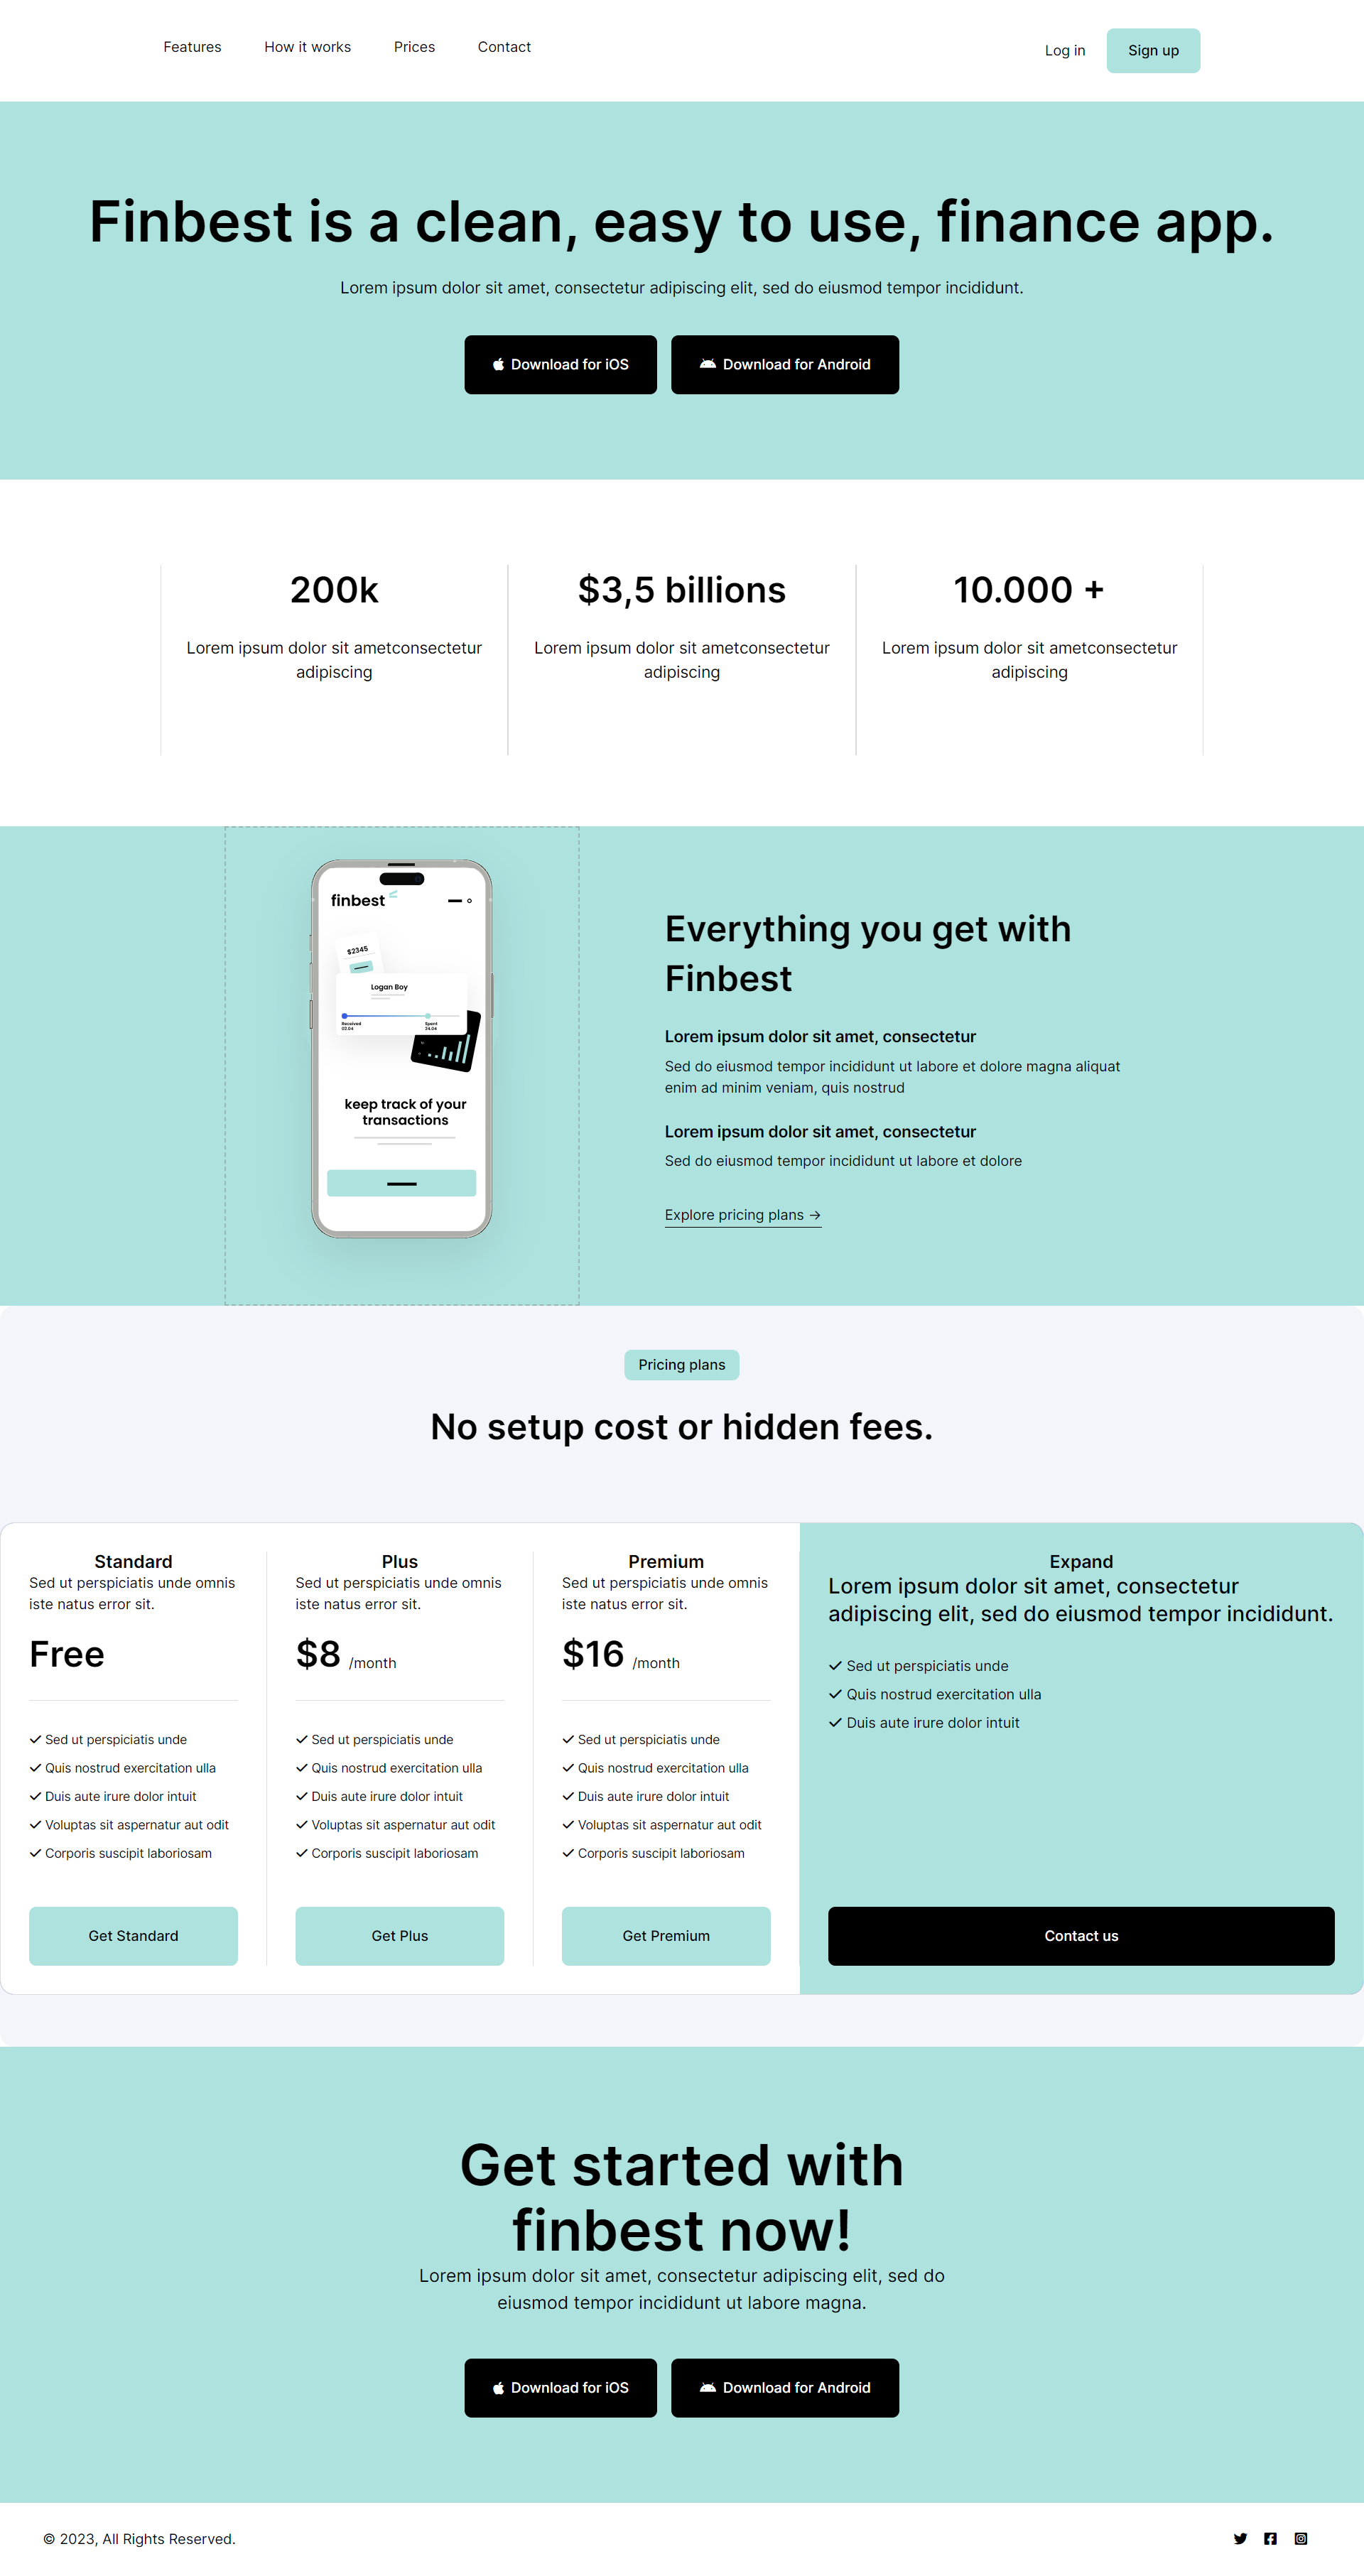 Features How it works Prices Contact Log in Sign up
Finbest is a clean, easy to use, finance app.
Lorem ipsum dolor sit amet, consectetur adipiscing elit, sed do eiusmod tempor incididunt.
Download for iOS Download for Android
200k
Lorem ipsum dolor sit ametconsectetur
adipiscing
$3,5 billions
Lorem ipsum dolor sit ametconsectetur
adipiscing
10.000 +
Lorem ipsum dolor sit ametconsectetur
adipiscing
finbest
$2345
Logan Boy
Received
03.04
Spent
24.04
keep track of your
transactions
Everything you get with
Finbest
Lorem ipsum dolor sit amet, consectetur
Sed do eiusmod tempor incididunt ut labore et dolore magna aliquat
enim ad minim veniam, quis nostrud
Lorem ipsum dolor sit amet, consectetur
Sed do eiusmod tempor incididunt ut labore et dolore
Explore pricing plans →
Pricing plans
No setup cost or hidden fees.
Standard
Sed ut perspiciatis unde omnis
iste natus error sit.
Free
Sed ut perspiciatis unde
Quis nostrud exercitation ulla
Duis aute irure dolor intuit
Voluptas sit aspernatur aut odit
Corporis suscipit laboriosam
Get Standard
Plus
Sed ut perspiciatis unde omnis
iste natus error sit.
$8 /month
Sed ut perspiciatis unde
Quis nostrud exercitation ulla
Duis aute irure dolor intuit
Voluptas sit aspernatur aut odit
Corporis suscipit laboriosam
Get Plus
Premium
Sed ut perspiciatis unde omnis
iste natus error sit.
$16 /month
Sed ut perspiciatis unde
Quis nostrud exercitation ulla
Duis aute irure dolor intuit
Voluptas sit aspernatur aut odit
Corporis suscipit laboriosam
Get Premium
Expand
Lorem ipsum dolor sit amet, consectetur
adipiscing elit, sed do eiusmod tempor incididunt.
Sed ut perspiciatis unde
Quis nostrud exercitation ulla
Duis aute irure dolor intuit
Contact us
Get started with
finbest now!
Lorem ipsum dolor sit amet, consectetur adipiscing elit, sed do
eiusmod tempor incididunt ut labore magna.
Download for iOS Download for Android
© 2023, All Rights Reserved.